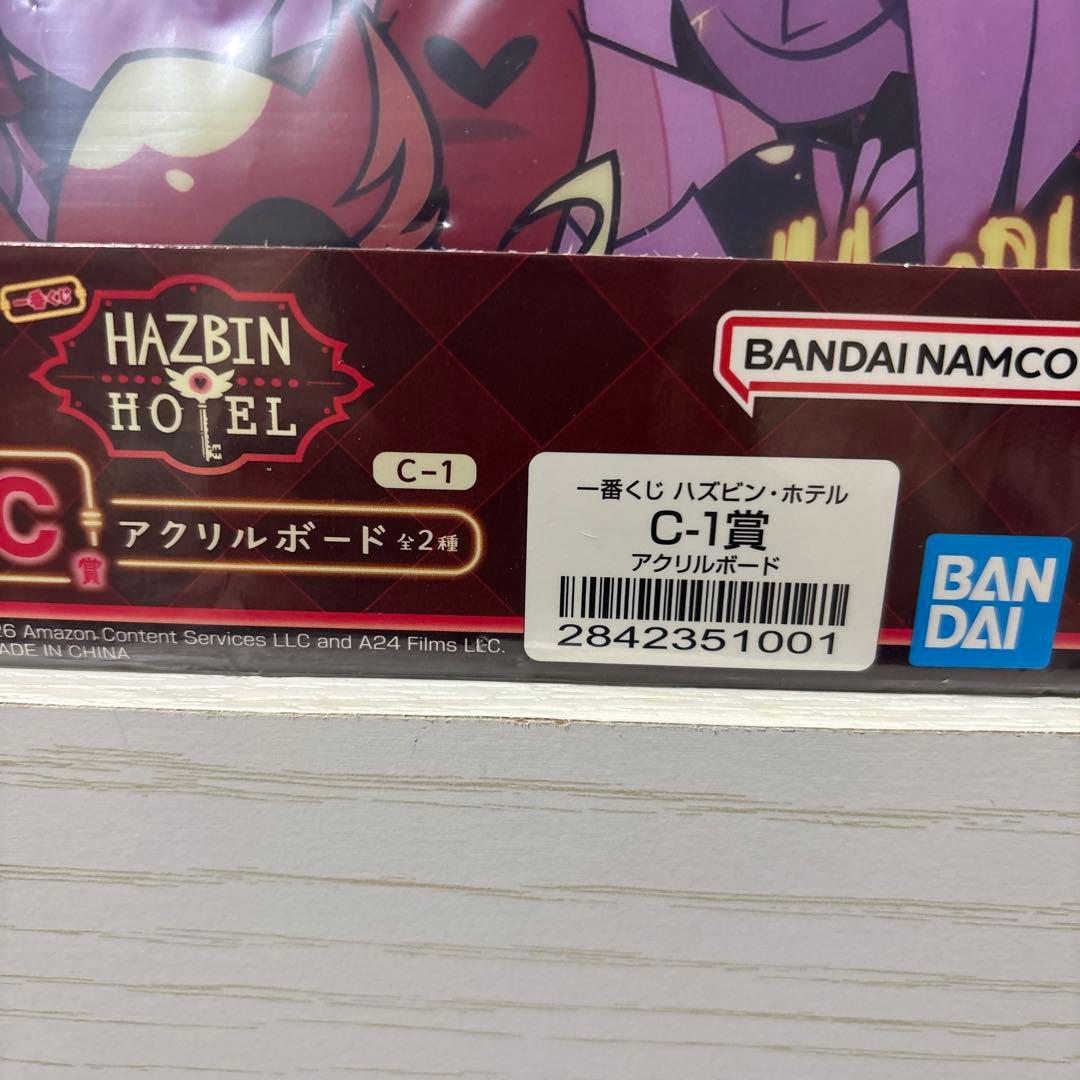 一番くじ
HAZBIN
HOTEL
BANDAI NAMCO
C-1
C賞
アクリルボード 全2種
一番くじ ハズビン・ホテル
C-1賞
アクリルボード
2842351001
BAN
DAI
26 Amazon Content Services LLC and A24 Films LLC.
ADE IN CHINA